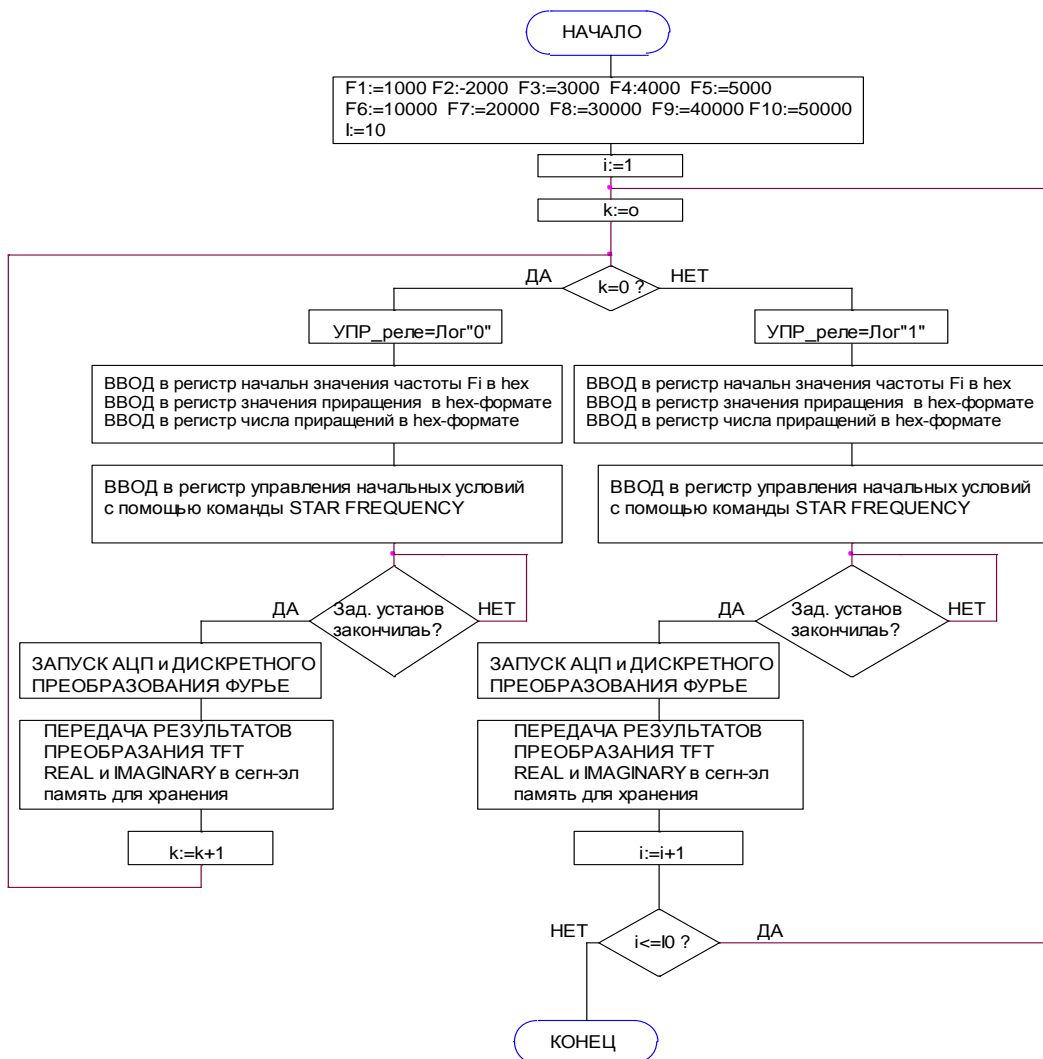 НАЧАЛО
F1:=1000 F2:-2000 F3:=3000 F4:4000 F5:=5000
F6:=10000 F7:=20000 F8:=30000 F9:=40000 F10:=50000
I:=10
i:=1
k:=o
ДА
k=0 ?
НЕТ
УПР_реле=Лог"0"
ВВОД в регистр начальн значения частоты Fi в hex
ВВОД в регистр значения приращения в hex-формате
ВВОД в регистр числа приращений в hex-формате
ВВОД в регистр управления начальных условий
с помощью команды STAR FREQUENCY
ДА
Зад. установ
закончилаь?
НЕТ
ЗАПУСК АЦП и ДИСКРЕТНОГО
ПРЕОБРАЗОВАНИЯ ФУРЬЕ
ПЕРЕДАЧА РЕЗУЛЬТАТОВ
ПРЕОБРАЗАНИЯ TFT
REAL и IMAGINARY в сегн-эл
память для хранения
k:=k+1
УПР_реле=Лог"1"
ВВОД в регистр начальн значения частоты Fi в hex
ВВОД в регистр значения приращения в hex-формате
ВВОД в регистр числа приращений в hex-формате
ВВОД в регистр управления начальных условий
с помощью команды STAR FREQUENCY
ДА
Зад. установ
закончилаь?
НЕТ
ЗАПУСК АЦП и ДИСКРЕТНОГО
ПРЕОБРАЗОВАНИЯ ФУРЬЕ
ПЕРЕДАЧА РЕЗУЛЬТАТОВ
ПРЕОБРАЗАНИЯ TFT
REAL и IMAGINARY в сегн-эл
память для хранения
i:=i+1
НЕТ
i<=I0 ?
ДА
КОНЕЦ